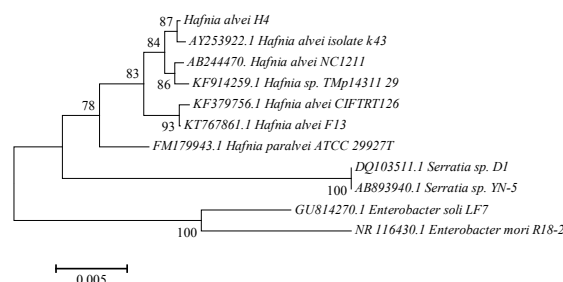 87
Hafnia alvei H4
AY253922.1 Hafnia alvei isolate k43
84
AB244470. Hafnia alvei NC1211
83
KF914259.1 Hafnia sp. TMp14311 29
86
KF379756.1 Hafnia alvei CIFTRT126
78
93
KT767861.1 Hafnia alvei F13
FM179943.1 Hafnia paralvei ATCC 29927T
DQ103511.1 Serratia sp. D1
100
AB893940.1 Serratia sp. YN-5
GU814270.1 Enterobacter soli LF7
100
NR 116430.1 Enterobacter mori R18-2
0.005